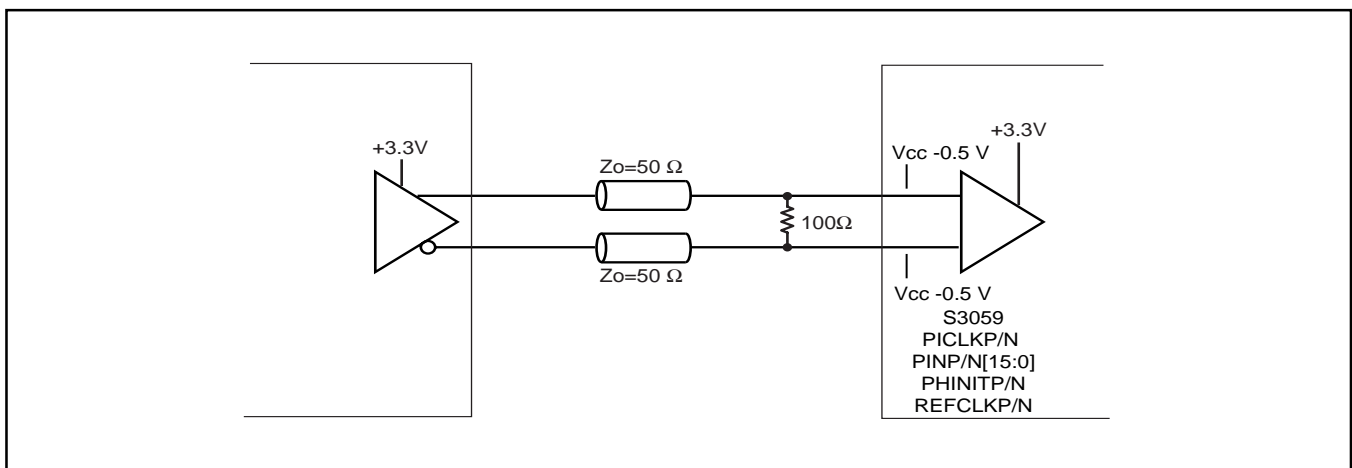 +3.3V
Zo=50 Ω
Zo=50 Ω
100Ω
Vcc -0.5 V
+3.3V
Vcc -0.5 V
S3059
PICLKP/N
PINP/N[15:0]
PHINITP/N
REFCLKP/N